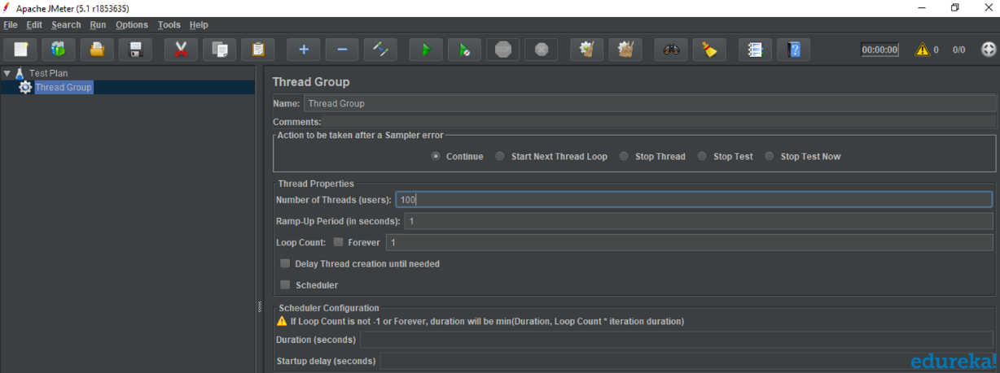 Apache JMeter (5.1 r1853635)
File Edit Search Run Options Tools Help
STOP 00:00:00 0 0/0
Test Plan
Thread Group
Thread Group
Name: Thread Group
Comments:
Action to be taken after a Sampler error
Continue Start Next Thread Loop Stop Thread Stop Test Stop Test Now
Thread Properties
Number of Threads (users): 100
Ramp-Up Period (in seconds): 1
Loop Count: Forever 1
Delay Thread creation until needed
Scheduler
Scheduler Configuration
If Loop Count is not -1 or Forever, duration will be min(Duration, Loop Count * iteration duration)
Duration (seconds)
Startup delay (seconds)
edureka!